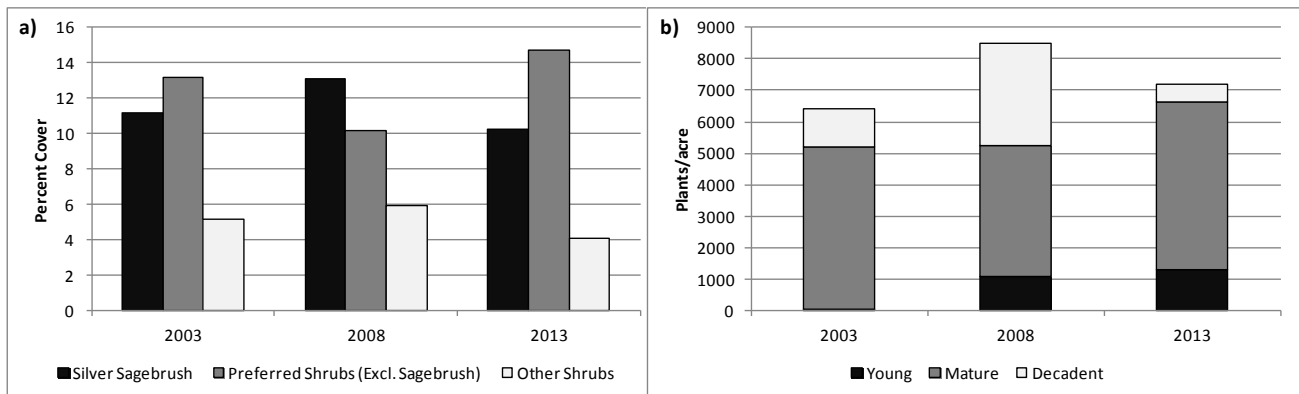 a)
Percent Cover
16
14
12
10
8
6
4
2
0
2003 2008 2013
Silver Sagebrush Preferred Shrubs (Excl. Sagebrush) Other Shrubs
b)
Plants/acre
9000
8000
7000
6000
5000
4000
3000
2000
1000
0
2003 2008 2013
Young Mature Decadent